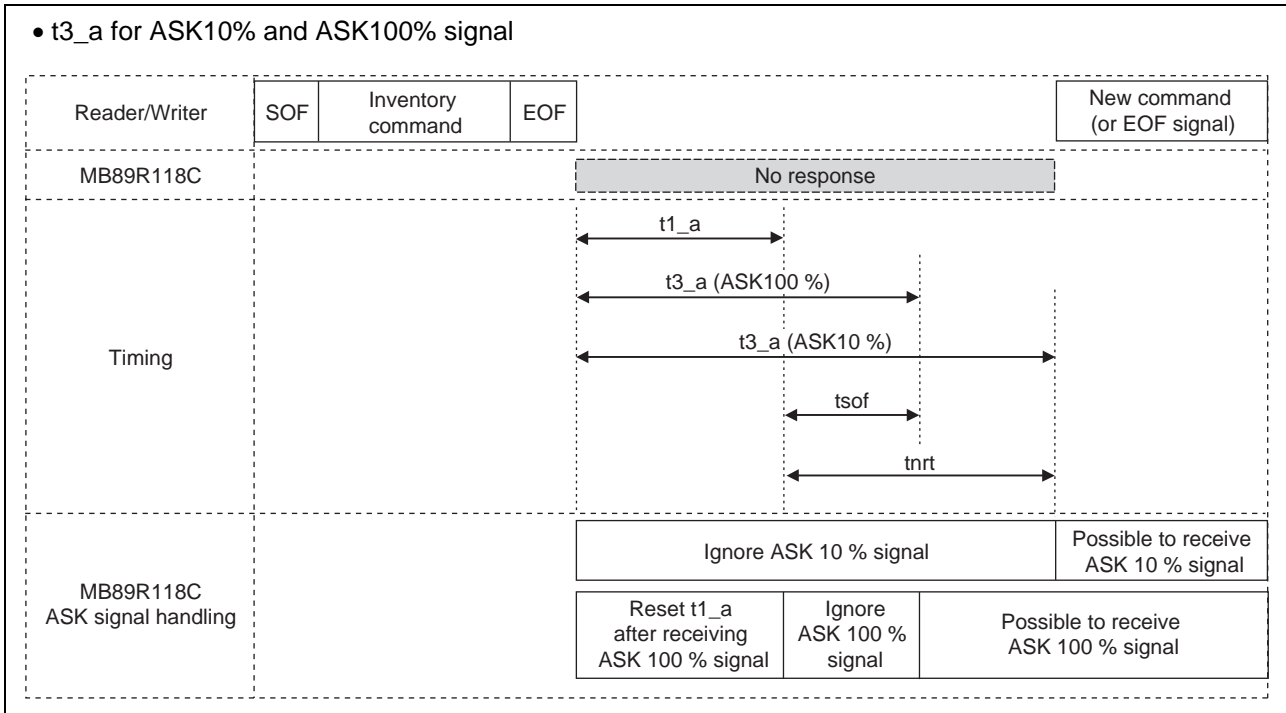 • t3_a for ASK10% and ASK100% signal
Reader/Writer
SOF
Inventory
command
EOF
New command
(or EOF signal)
MB89R118C
No response
Timing
t1_a
t3_a (ASK100 %)
t3_a (ASK10 %)
tsof
tnrt
MB89R118C
ASK signal handling
Ignore ASK 10 % signal
Possible to receive
ASK 10 % signal
Reset t1_a
after receiving
ASK 100 % signal
Ignore
ASK 100 %
signal
Possible to receive
ASK 100 % signal